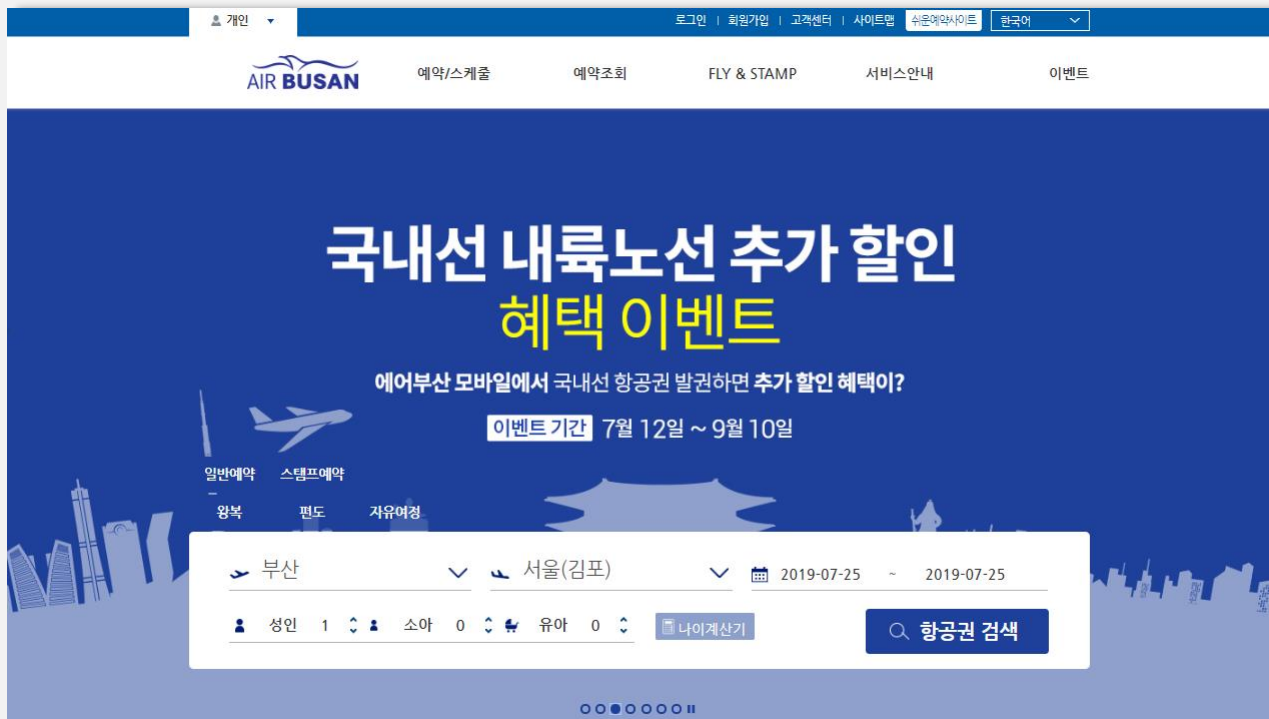 개인
로그인 | 회원가입 | 고객센터 | 사이트맵 쉬운예약사이트 한국어
AIR BUSAN 예약/스케줄 예약조회 FLY & STAMP 서비스안내 이벤트
국내선 내륙노선 추가 할인
혜택 이벤트
에어부산 모바일에서 국내선 항공권 발권하면 추가 할인 혜택이?
이벤트 기간 7월 12일 ~ 9월 10일
일반예약 스탬프예약
왕복 편도 자유여정
부산 서울(김포) 2019-07-25 ~ 2019-07-25
성인 1 소아 0 유아 0 나이계산기 항공권 검색